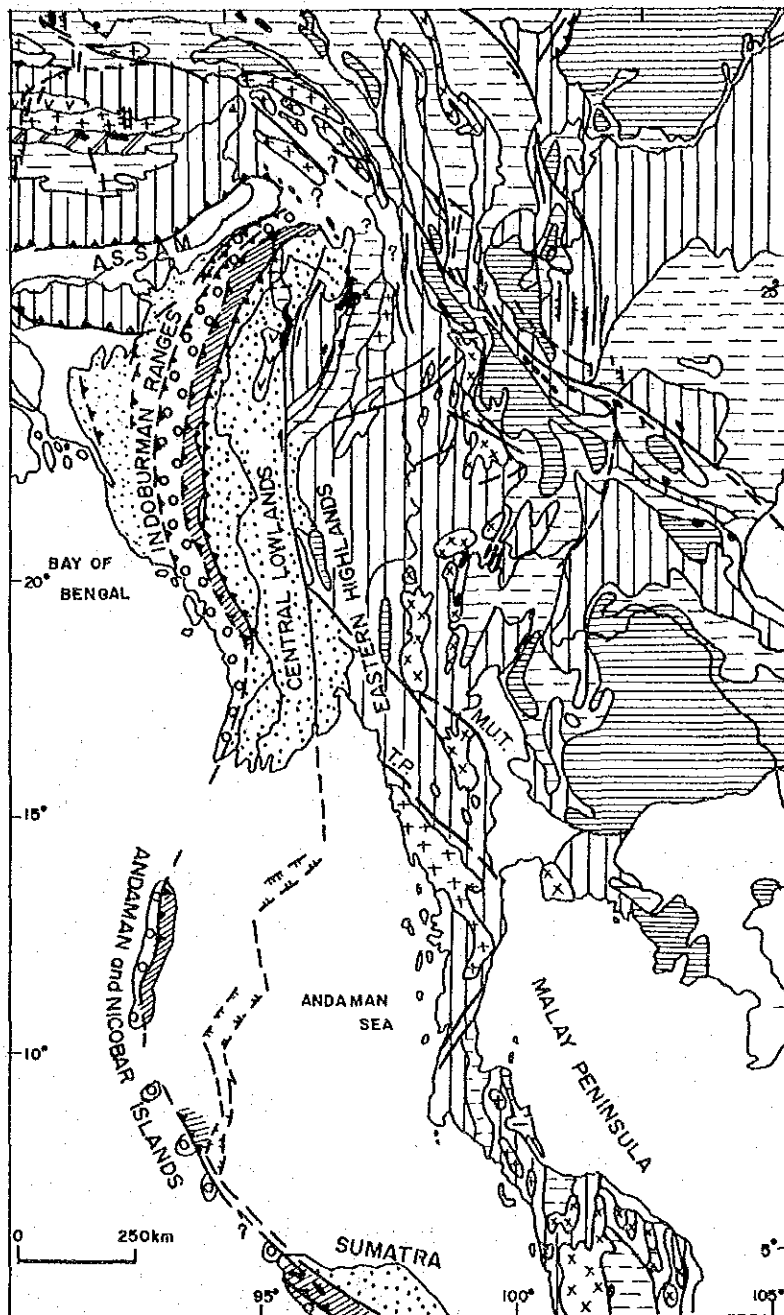 ASSAM
25°
INDOBURMAN RANGES
CENTRAL LOWLANDS
EASTERN HIGHLANDS
BAY OF
BENGAL
20°
M.U.T.
T.P.
15°
ANDAMAN and NICOBAR
ISLANDS
ANDAMAN
SEA
MALAY PENINSULA
10°
0
250km
SUMATRA
5°
95°
100°
105°
?
?
?
?
?